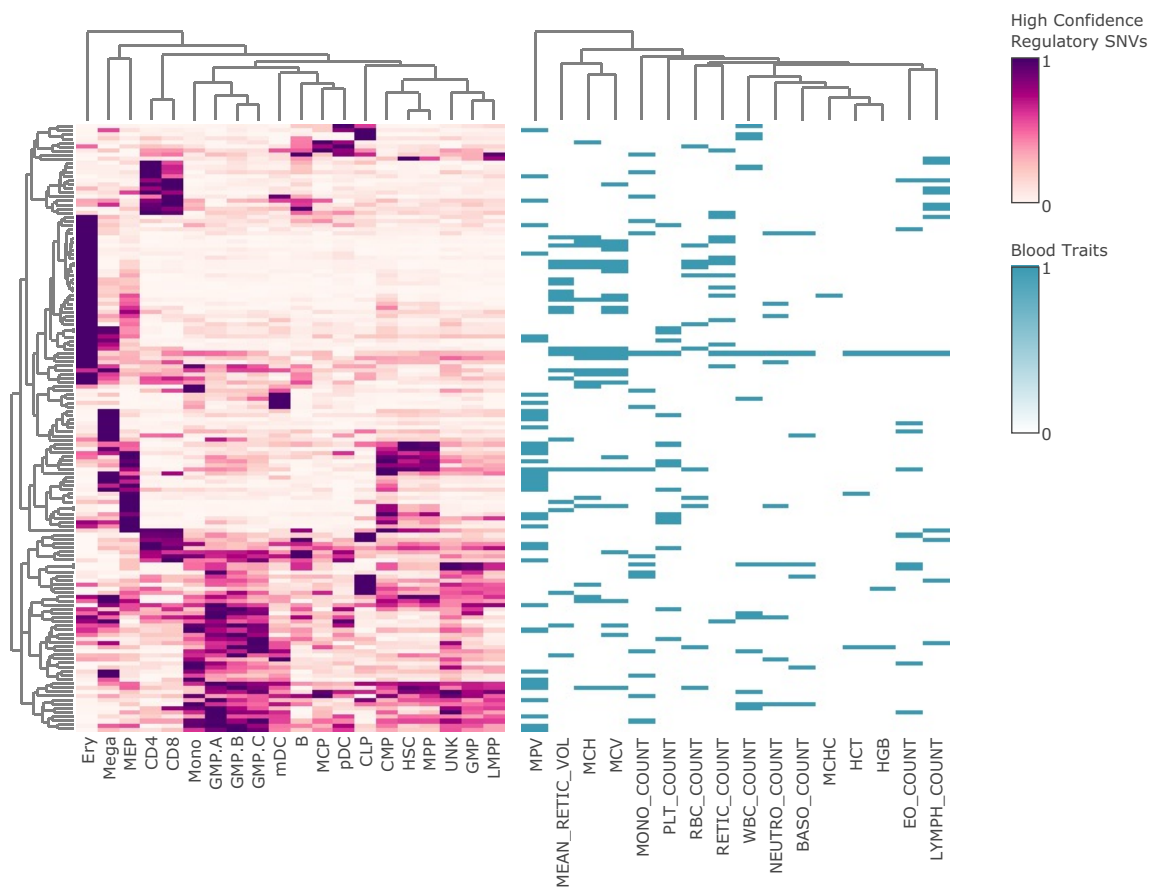 High Confidence
Regulatory SNVs
1
0
Blood Traits
1
0
Ery
Mega
MEP
CD4
CD8
Mono
GMP.A
GMP.B
GMP.C
mDC
B
MCP
pDC
CLP
CMP
HSC
MPP
UNK
GMP
LMPP
MPV
MEAN_RETIC_VOL
MCH
MCV
MONO_COUNT
PLT_COUNT
RBC_COUNT
RETIC_COUNT
WBC_COUNT
NEUTRO_COUNT
BASO_COUNT
MCHC
HCT
HGB
EO_COUNT
LYMPH_COUNT